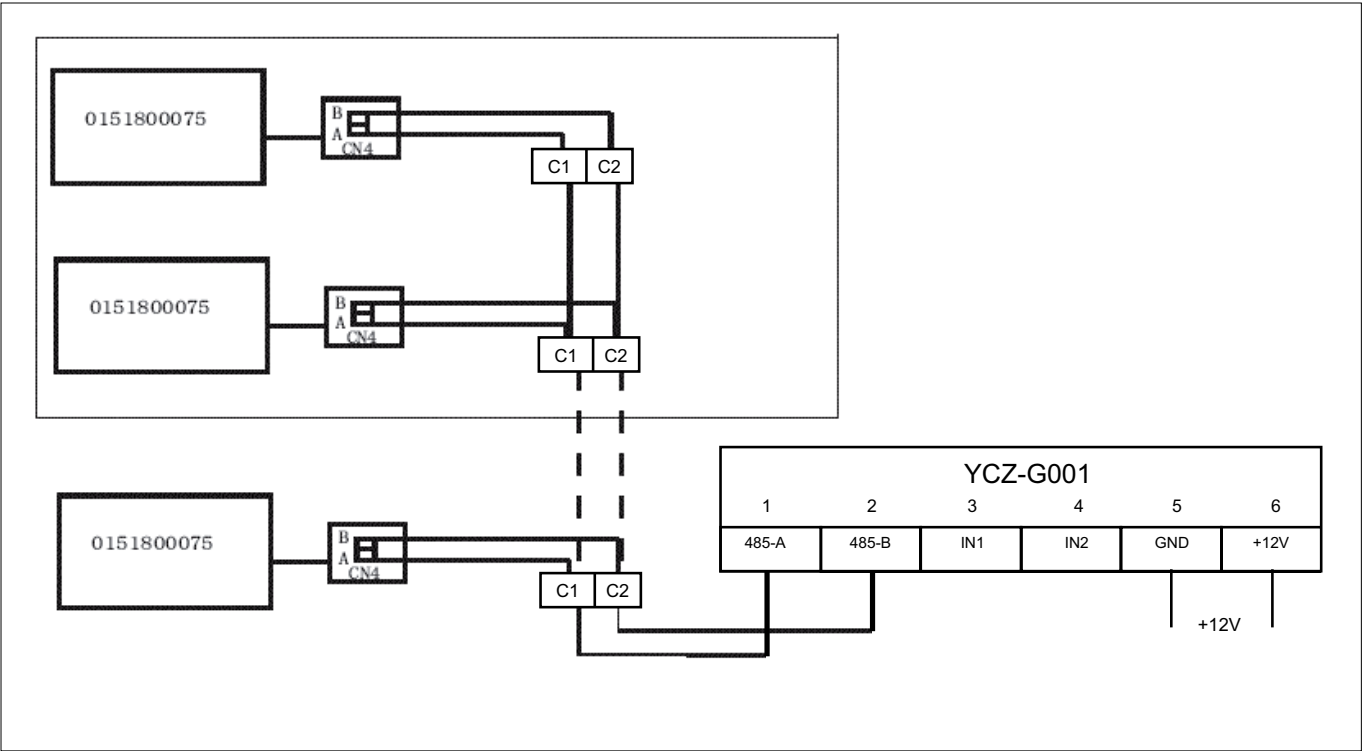 0151800075
B
A
CN4
C1 C2
0151800075
B
A
CN4
C1 C2
YCZ-G001
1 2 3 4 5 6
485-A 485-B IN1 IN2 GND +12V
+12V
0151800075
B
A
CN4
C1 C2